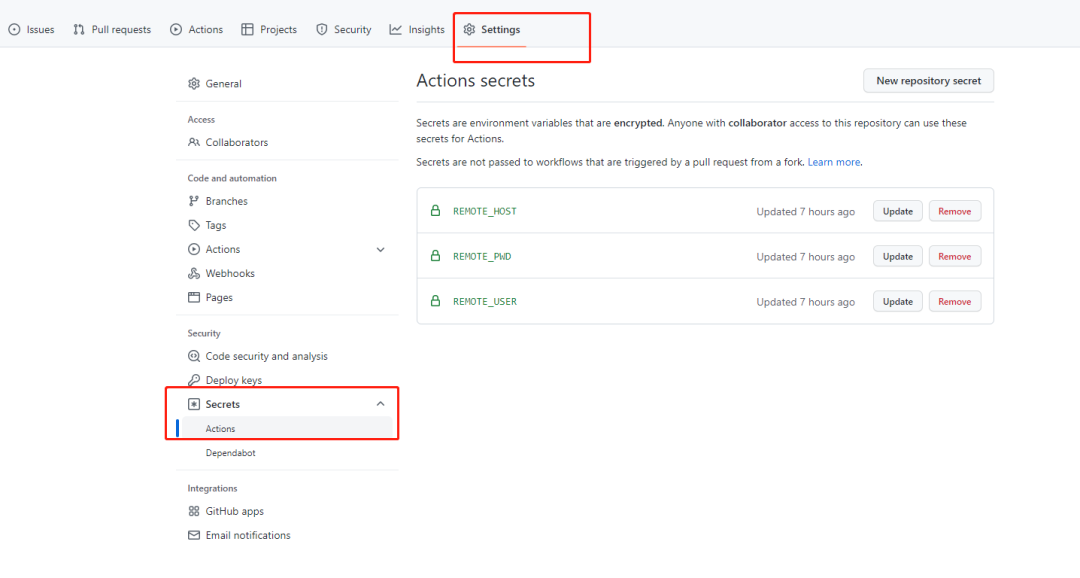 Issues Pull requests Actions Projects Security Insights Settings
General
Access
Collaborators
Code and automation
Branches
Tags
Actions
Webhooks
Pages
Security
Code security and analysis
Deploy keys
Secrets
Actions
Dependabot
Integrations
GitHub apps
Email notifications
Actions secrets
New repository secret
Secrets are environment variables that are encrypted. Anyone with collaborator access to this repository can use these
secrets for Actions.
Secrets are not passed to workflows that are triggered by a pull request from a fork. Learn more.
REMOTE_HOST Updated 7 hours ago Update Remove
REMOTE_PWD Updated 7 hours ago Update Remove
REMOTE_USER Updated 7 hours ago Update Remove